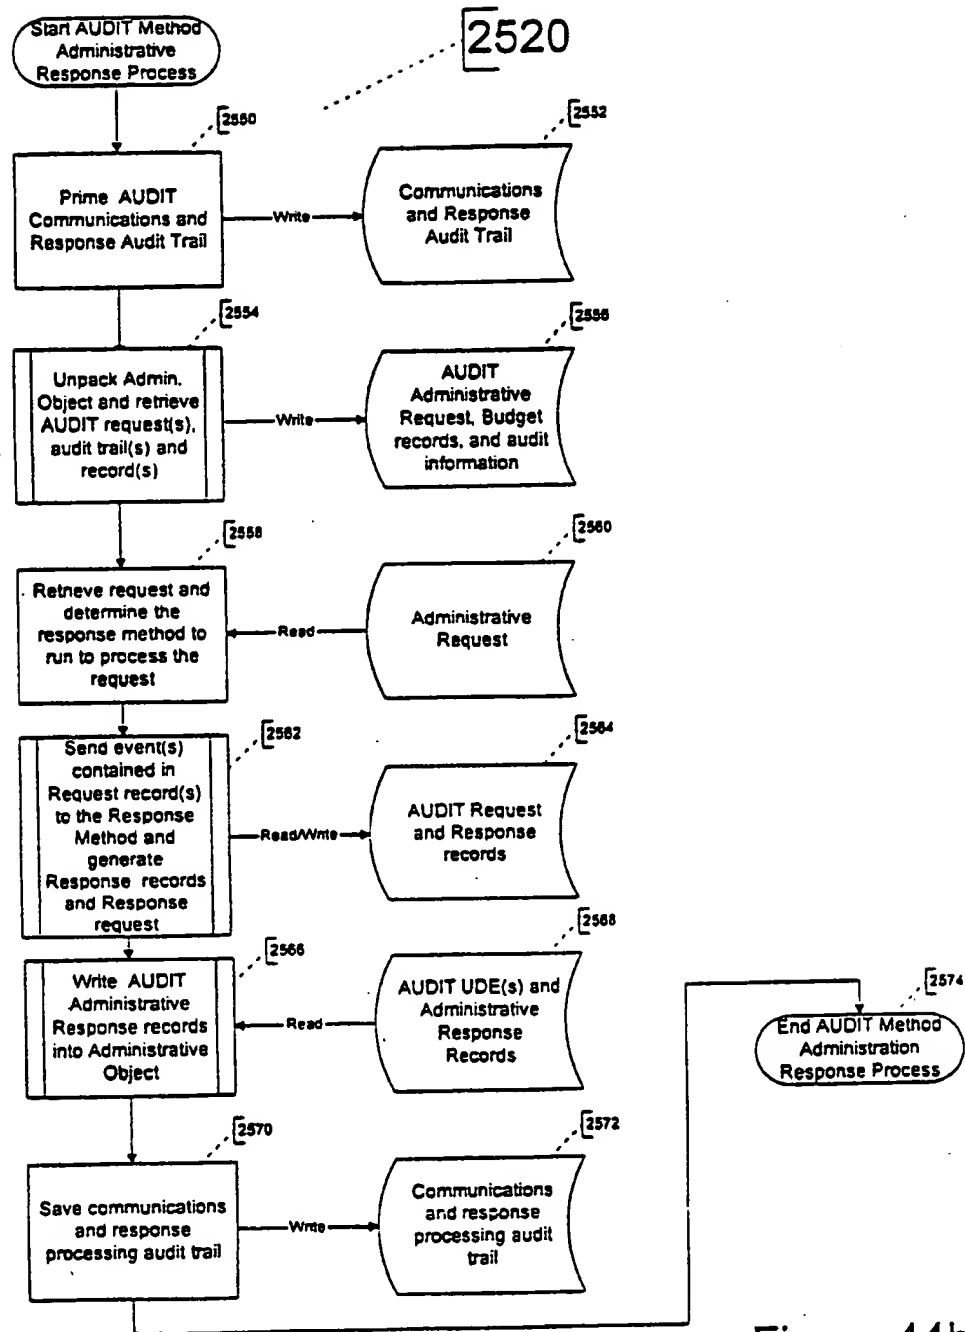 Start AUDIT Method
Administrative
Response Process
2520
2550
Prime AUDIT
Communications and
Response Audit Trail
Write
2552
Communications
and Response
Audit Trail
2554
Unpack Admin.
Object and retrieve
AUDIT request(s),
audit trail(s) and
record(s)
Write
2556
AUDIT
Administrative
Request, Budget
records, and audit
information
2558
Retrieve request and
determine the
response method to
run to process the
request
Read
2560
Administrative
Request
2562
Send event(s)
contained in
Request record(s)
to the Response
Method and
generate
Response records
and Response
request
Read/Write
2564
AUDIT Request
and Response
records
2566
Write AUDIT
Administrative
Response records
into Administrative
Object
Read
2568
AUDIT UDE(s) and
Administrative
Response
Records
2574
End AUDIT Method
Administration
Response Process
2570
Save communications
and response
processing audit trail
Write
2572
Communications
and response
processing audit
trail